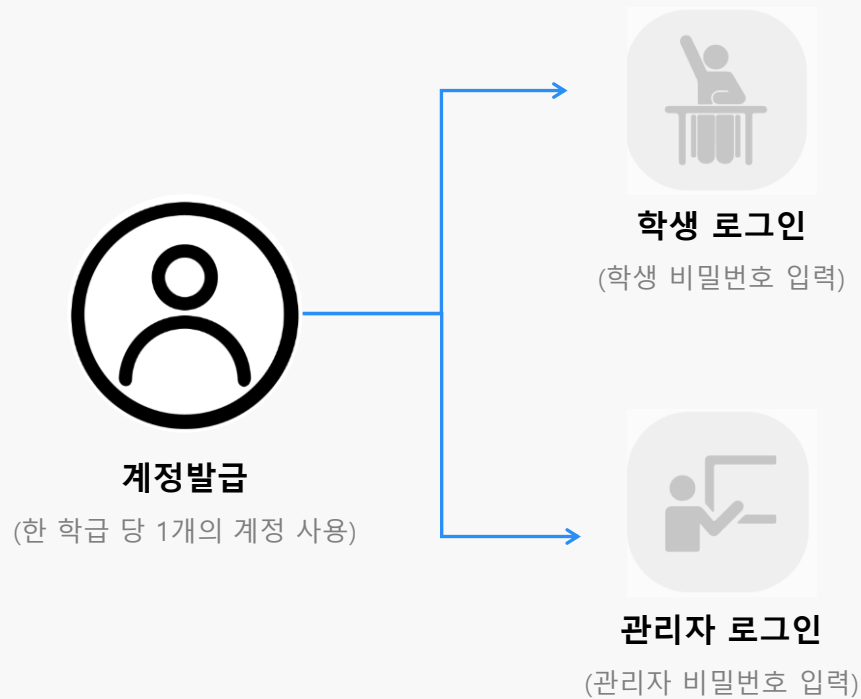 학생 로그인
(학생 비밀번호 입력)
계정발급
(한 학급 당 1개의 계정 사용)
관리자 로그인
(관리자 비밀번호 입력)